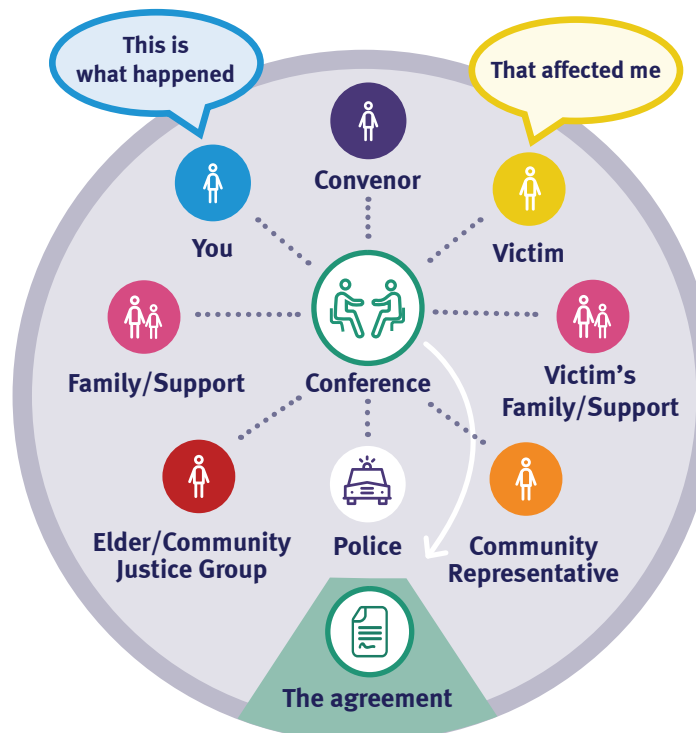 This is
what happened
That affected me
Convenor
You
Victim
Family/Support
Conference
Victim's
Family/Support
Elder/Community
Justice Group
Police
Community
Representative
The agreement